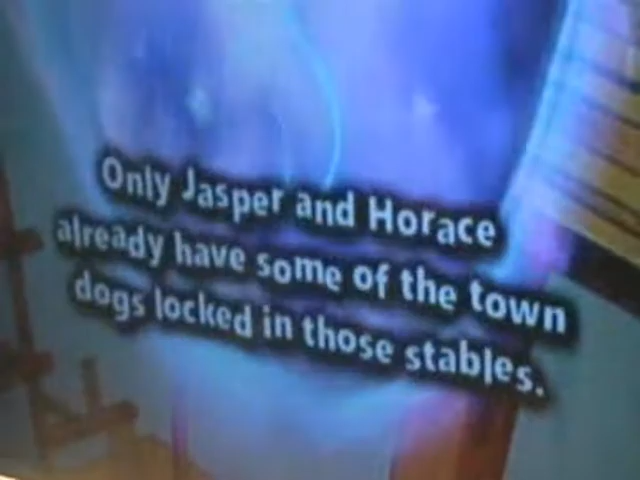 Only Jasper and Horace
already have some of the town
dogs locked in those stables.